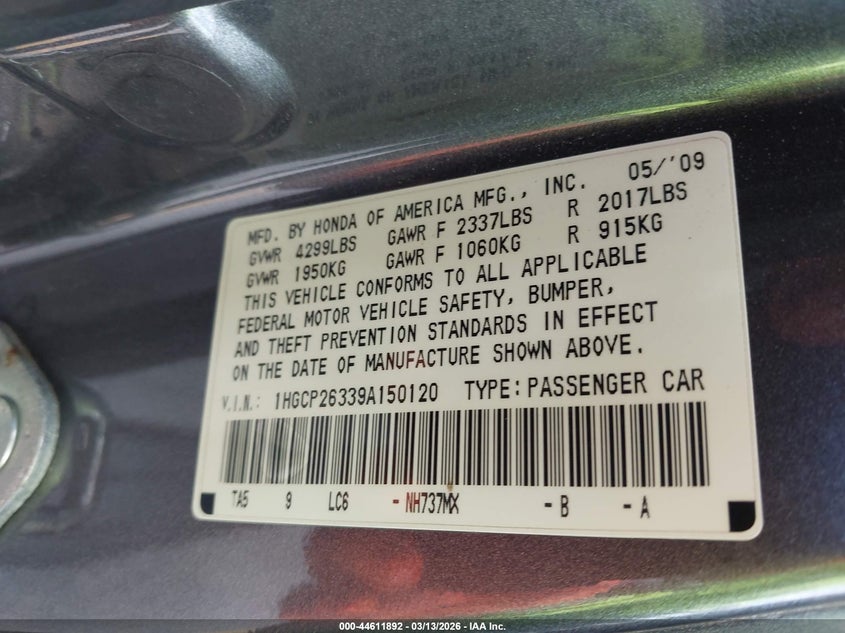 MFD. BY HONDA OF AMERICA MFG., INC. 05/'09
GVWR 4299LBS GAWR F 2337LBS R 2017LBS
GVWR 1950KG GAWR F 1060KG R 915KG
THIS VEHICLE CONFORMS TO ALL APPLICABLE
FEDERAL MOTOR VEHICLE SAFETY, BUMPER,
AND THEFT PREVENTION STANDARDS IN EFFECT
ON THE DATE OF MANUFACTURE SHOWN ABOVE.
V.I.N.: 1HGCP26339A150120 TYPE:PASSENGER CAR
TA5 9 LC6 -NH737MX -B -A
000-44611892 - 03/13/2026 - IAA Inc.